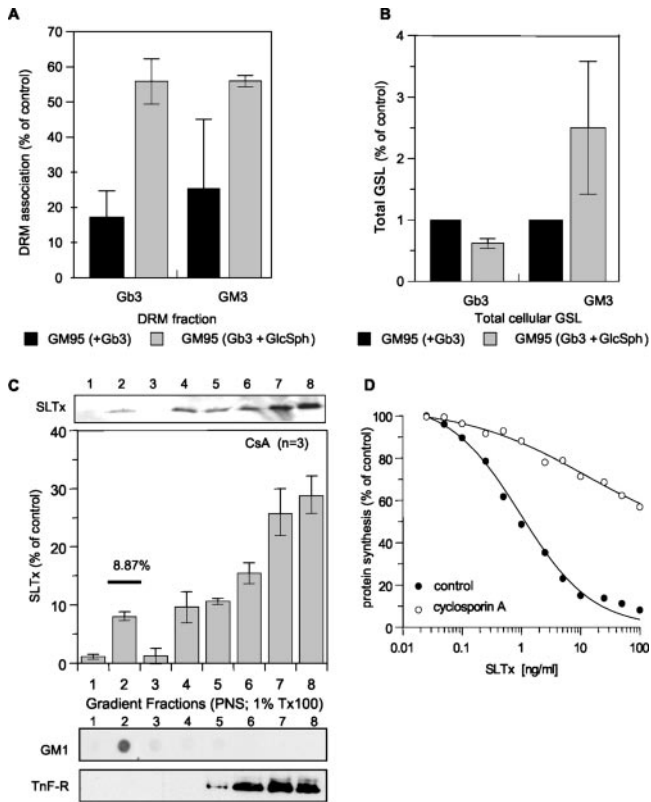 A
DRM association (% of control)
70
60
50
40
30
20
10
0
Gb3 GM3
DRM fraction
GM95 (+Gb3) GM95 (Gb3 +GlcSph)
B
Total GSL (% of control)
4
3
2
1
0
Gb3 GM3
Total cellular GSL
GM95 (+Gb3) GM95 (Gb3 +GlcSph)
C
1 2 3 4 5 6 7 8
SLTx
CsA (n=3)
SLTx (% of control)
40
30
20
10
0
8.87%
1 2 3 4 5 6 7 8
Gradient Fractions (PNS; 1% Tx100)
1 2 3 4 5 6 7 8
GM1
TnF-R
D
protein synthesis (% of control)
100
80
60
40
20
0
control
cyclosporin A
0.01 0.1 1 10 100
SLTx [ng/ml]